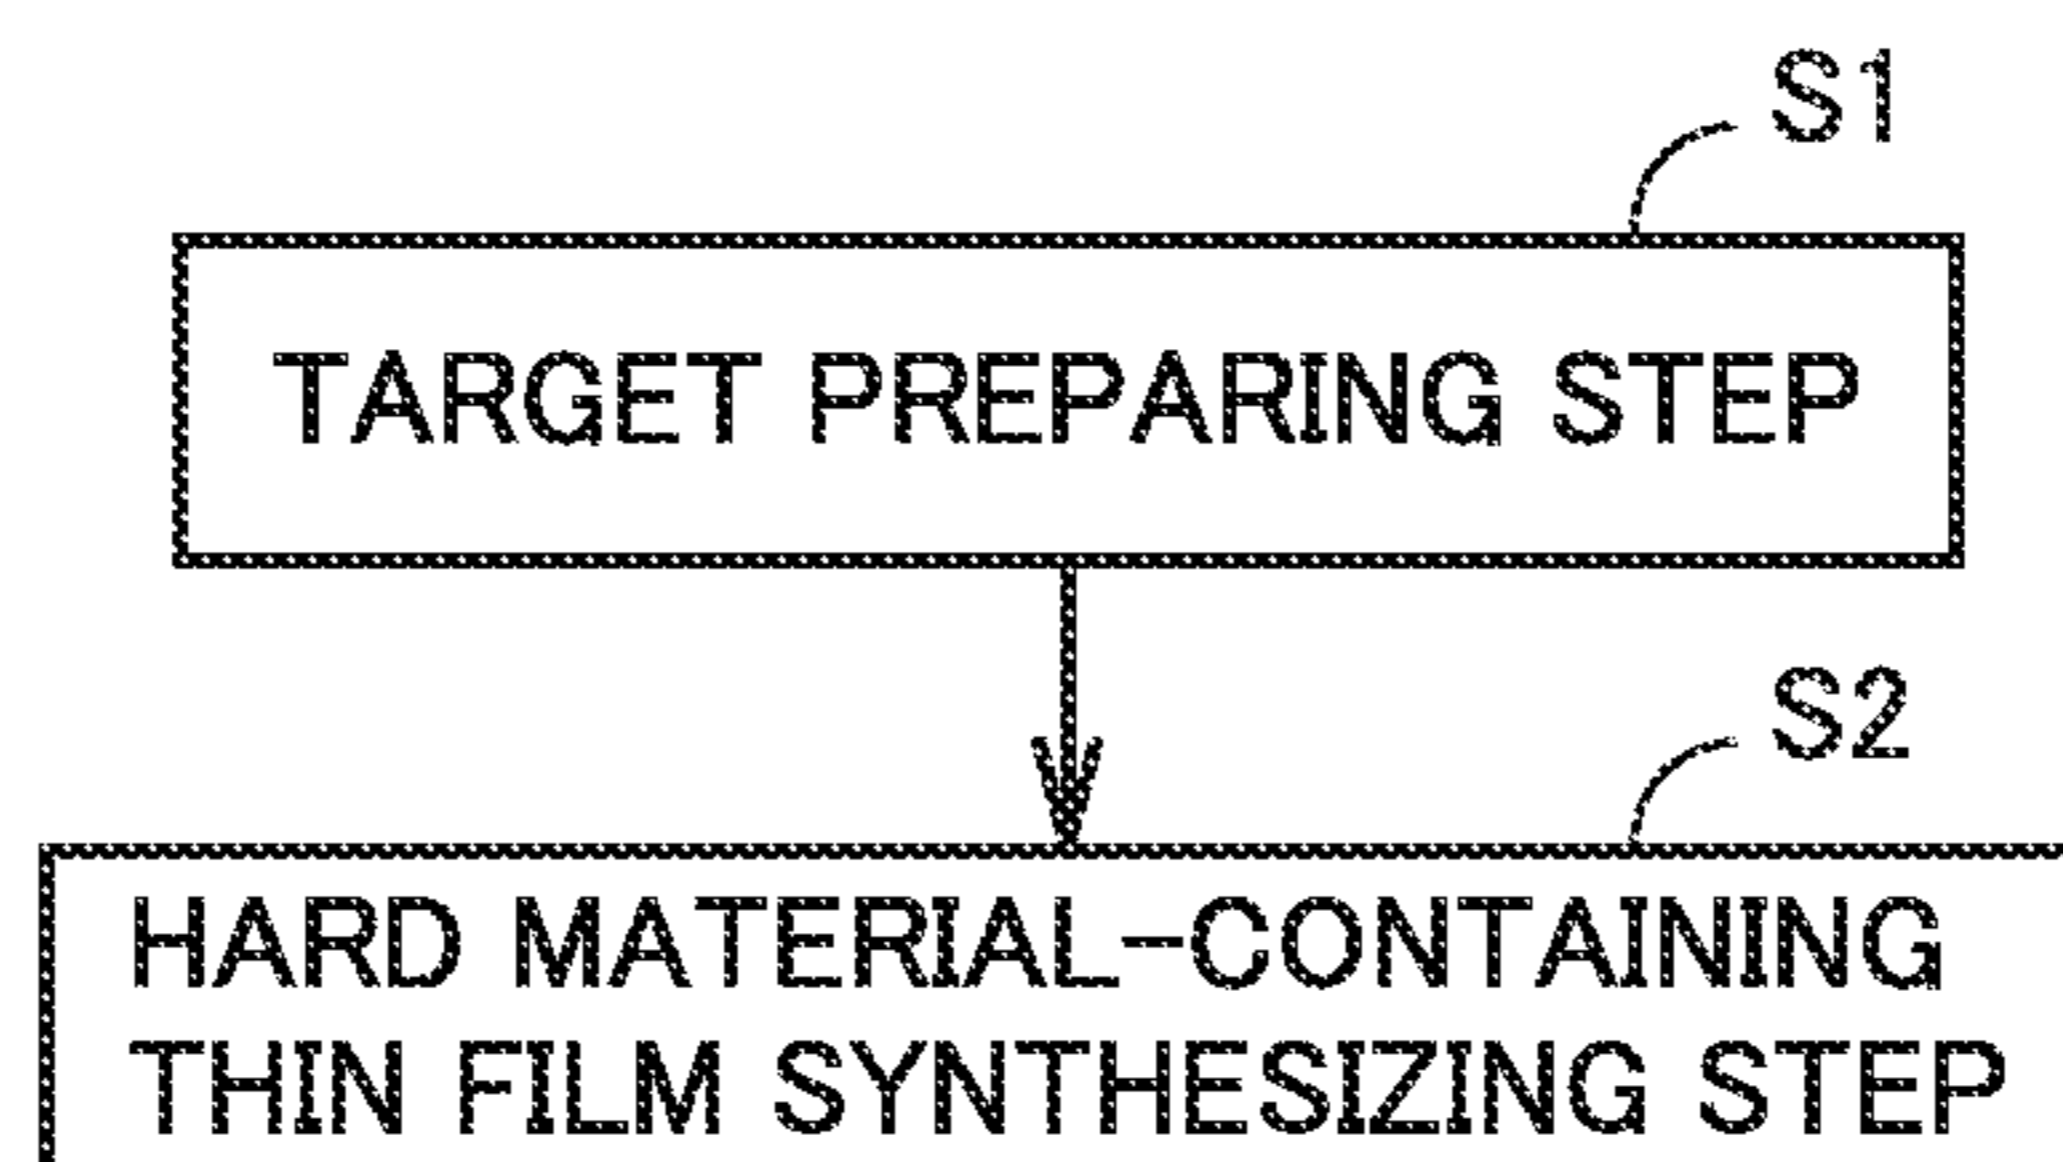 S1
TARGET PREPARING STEP
S2
HARD MATERIAL-CONTAINING
THIN FILM SYNTHESIZING STEP